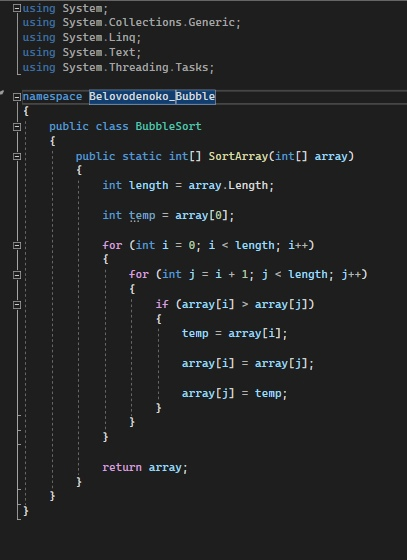 using System;
using System.Collections.Generic;
using System.Linq;
using System.Text;
using System.Threading.Tasks;
namespace Belovodenoko_Bubble
{
public class BubbleSort
{
public static int[] SortArray(int[] array)
{
int length = array.Length;
int temp = array[0];
for (int i = 0; i < length; i++)
{
for (int j = i + 1; j < length; j++)
{
if (array[i] > array[j])
{
temp = array[i];
array[i] = array[j];
array[j] = temp;
}
}
}
return array;
}
}
}